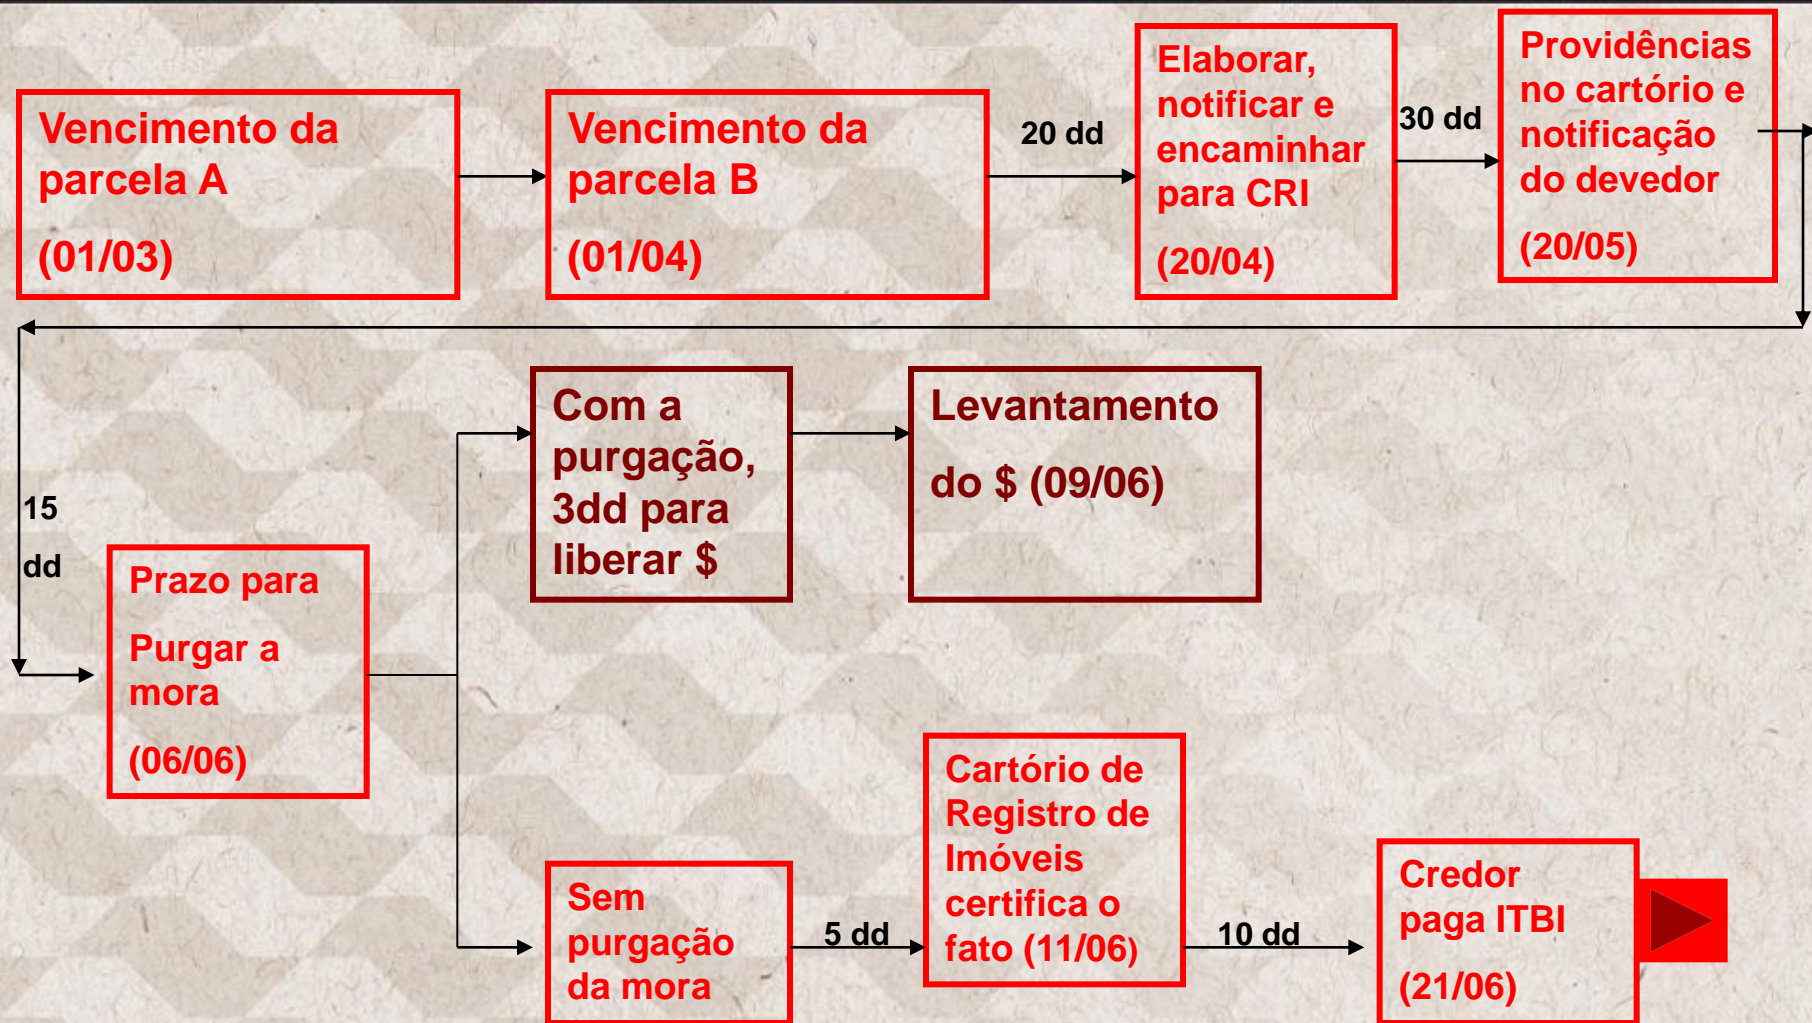 Vencimento da
parcela A
(01/03)
Vencimento da
parcela B
(01/04)
20 dd
Elaborar,
notificar e
encaminhar
para CRI
(20/04)
30 dd
Providências
no cartório e
notificação
do devedor
(20/05)
15
dd
Prazo para
Purgar a
mora
(06/06)
Com a
purgação,
3dd para
liberar $
Levantamento
do $ (09/06)
Sem
purgação
da mora
5 dd
Cartório de
Registro de
Imóveis
certifica o
fato (11/06)
10 dd
Credor
paga ITBI
(21/06)